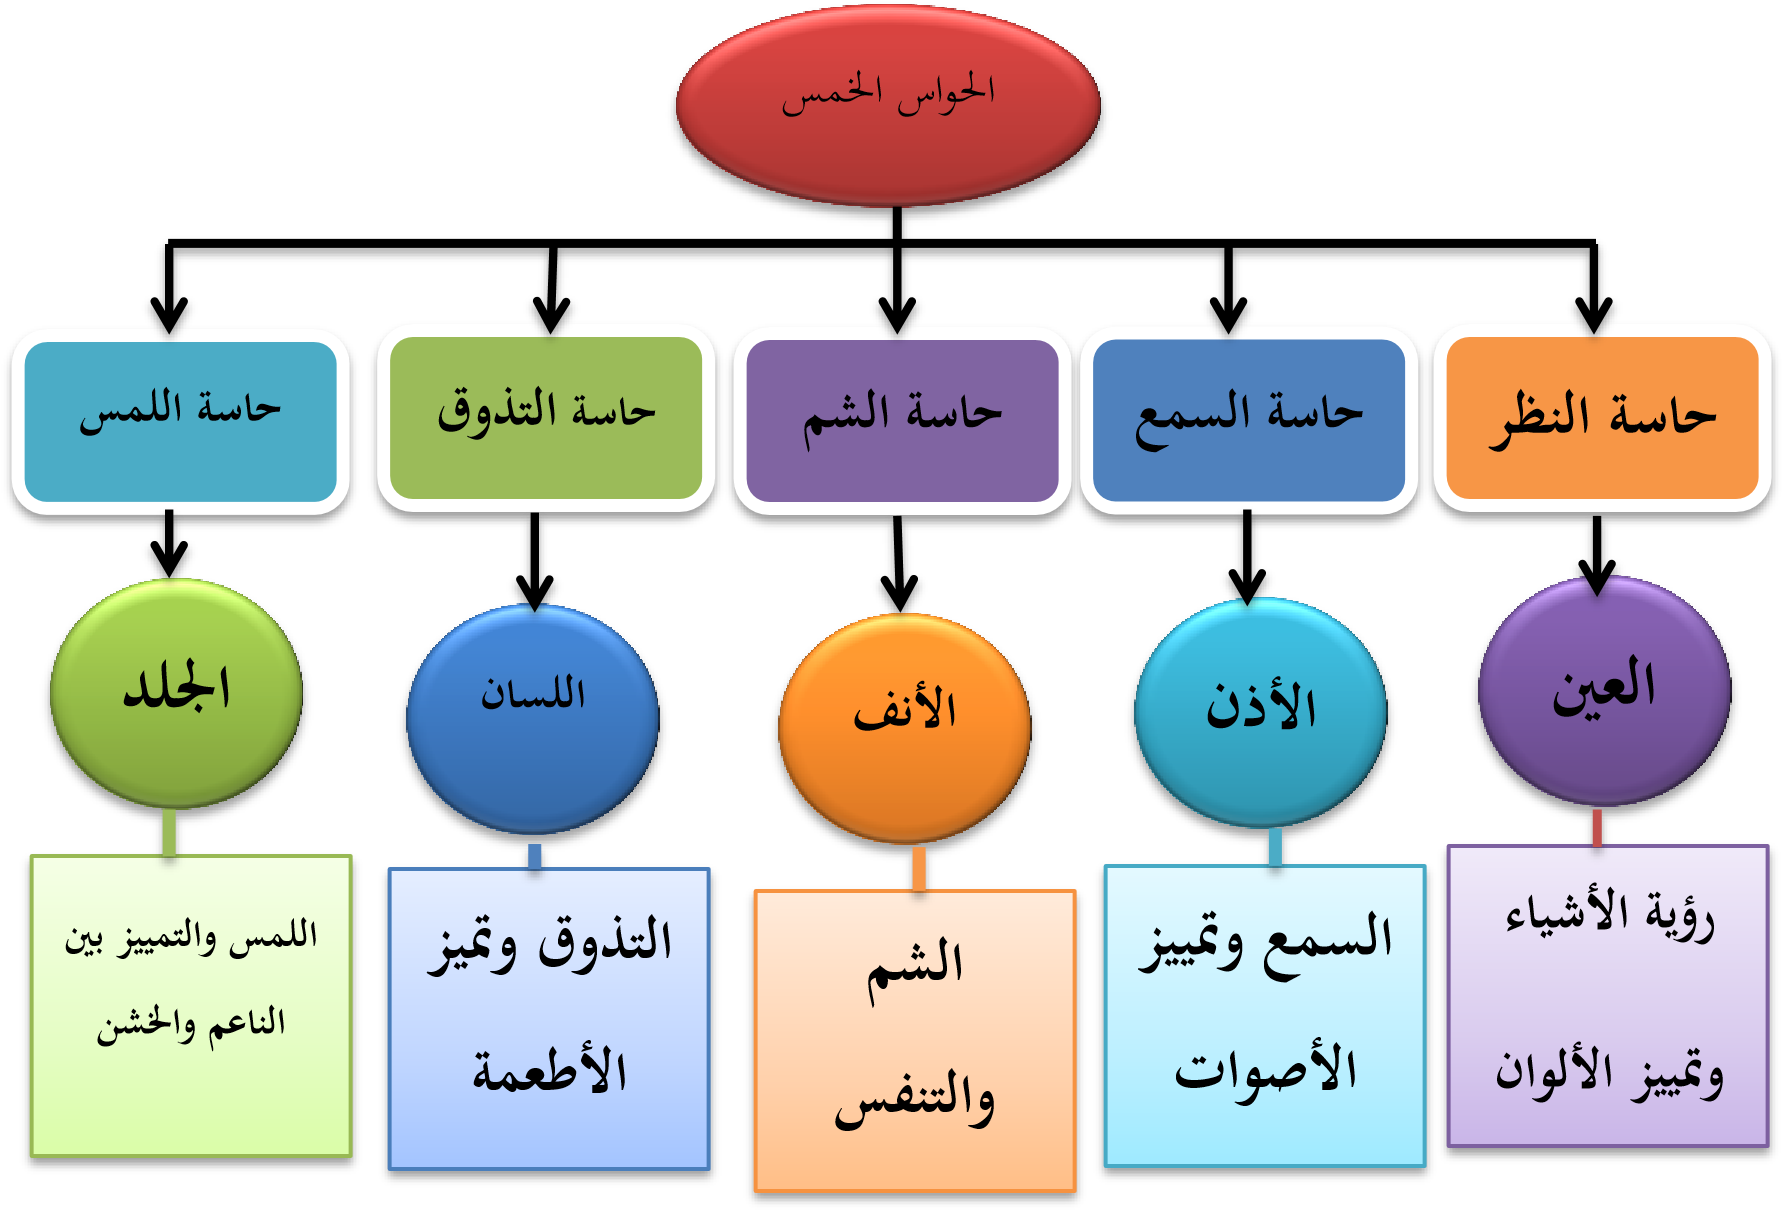 الحواس الخمس
حاسة النظر
حاسة السمع
حاسة الشم
حاسة التذوق
حاسة اللمس
العين
الأذن
الأنف
اللسان
الجلد
رؤية الأشياء
وتمييز الألوان
السمع وتمييز
الأصوات
الشم
والتنفس
التذوق وتميز
الأطعمة
اللمس والتمييز بين
الناعم والخشن